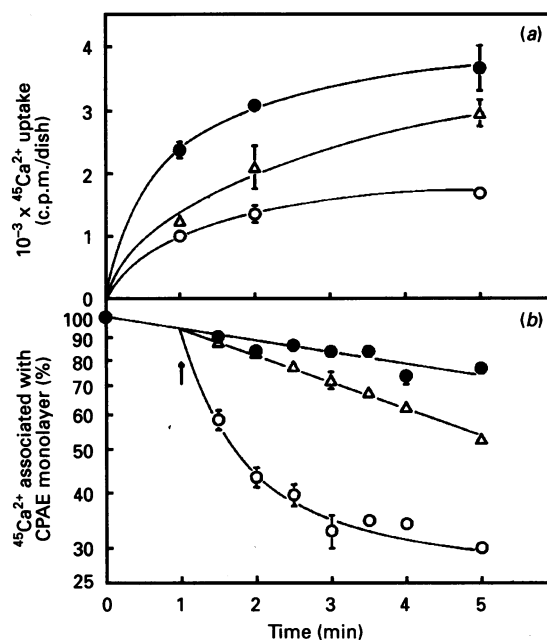 (a)
4
3
2
1
0
10⁻³ x ⁴⁵Ca²⁺ uptake
(c.p.m./dish)
(b)
100
90
80
70
60
50
40
30
25
⁴⁵Ca²⁺ associated with
CPAE monolayer (%)
0 1 2 3 4 5
Time (min)